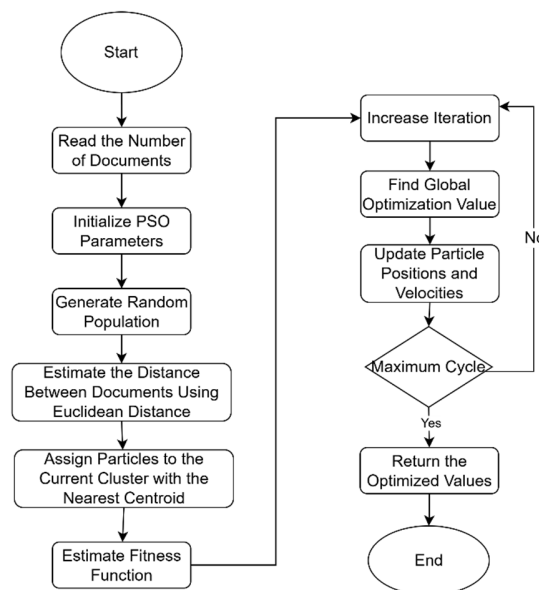 Start
Read the Number
of Documents
Initialize PSO
Parameters
Generate Random
Population
Estimate the Distance
Between Documents Using
Euclidean Distance
Assign Particles to the
Current Cluster with the
Nearest Centroid
Estimate Fitness
Function
Increase Iteration
Find Global
Optimization Value
Update Particle
Positions and
Velocities
No
Maximum Cycle
Yes
Return the
Optimized Values
End